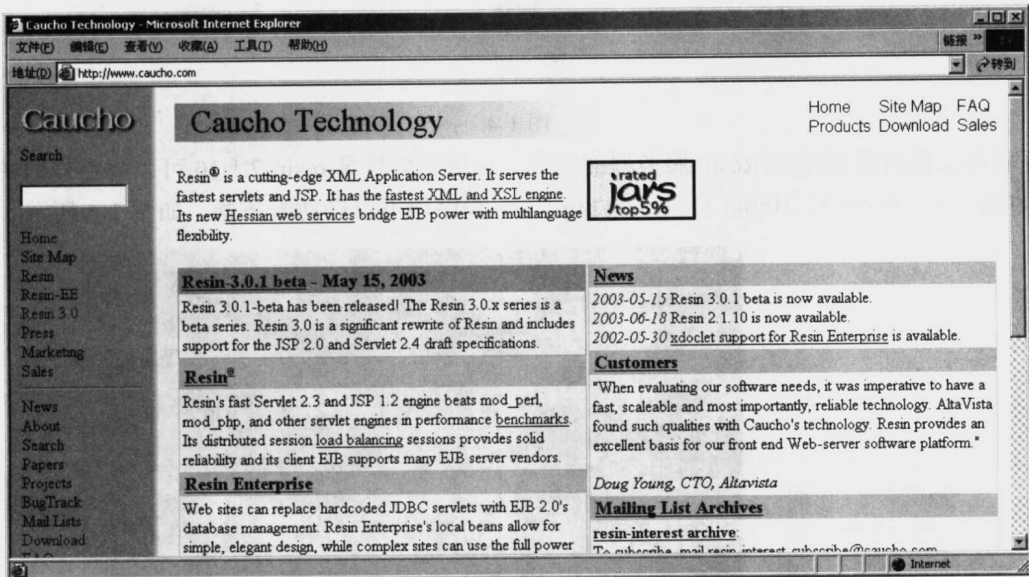 Caucho Technology - Microsoft Internet Explorer
文件(F) 编辑(E) 查看(V) 收藏(A) 工具(T) 帮助(H)
链接 »
地址(D) http://www.caucho.com
转到
Caucho
Search
Home
Site Map
Resin
Resin-EE
Resin 3.0
Press
Marketing
Sales
News
About
Search
Papers
Projects
BugTrack
Mail Lists
Download
FAQ
Caucho Technology
Home Site Map FAQ
Products Download Sales
Resin® is a cutting-edge XML Application Server. It serves the
fastest servlets and JSP. It has the fastest XML and XSL engine.
Its new Hessian web services bridge EJB power with multilanguage
flexibility.
rated
jars
top5%
Resin-3.0.1 beta - May 15, 2003
Resin 3.0.1-beta has been released! The Resin 3.0.x series is a
beta series. Resin 3.0 is a significant rewrite of Resin and includes
support for the JSP 2.0 and Servlet 2.4 draft specifications.
Resin®
Resin's fast Servlet 2.3 and JSP 1.2 engine beats mod_perl,
mod_php, and other servlet engines in performance benchmarks.
Its distributed session load balancing sessions provides solid
reliability and its client EJB supports many EJB server vendors.
Resin Enterprise
Web sites can replace hardcoded JDBC servlets with EJB 2.0's
database management. Resin Enterprise's local beans allow for
simple, elegant design, while complex sites can use the full power
News
2003-05-15 Resin 3.0.1 beta is now available.
2003-06-18 Resin 2.1.10 is now available.
2002-05-30 xdoclet support for Resin Enterprise is available.
Customers
"When evaluating our software needs, it was imperative to have a
fast, scaleable and most importantly, reliable technology. AltaVista
found such qualities with Caucho's technology. Resin provides an
excellent basis for our front end Web-server software platform."
Doug Young, CTO, Altavista
Mailing List Archives
resin-interest archive:
To subscribe, mail resin-interest-subscribe@caucho.com
Internet